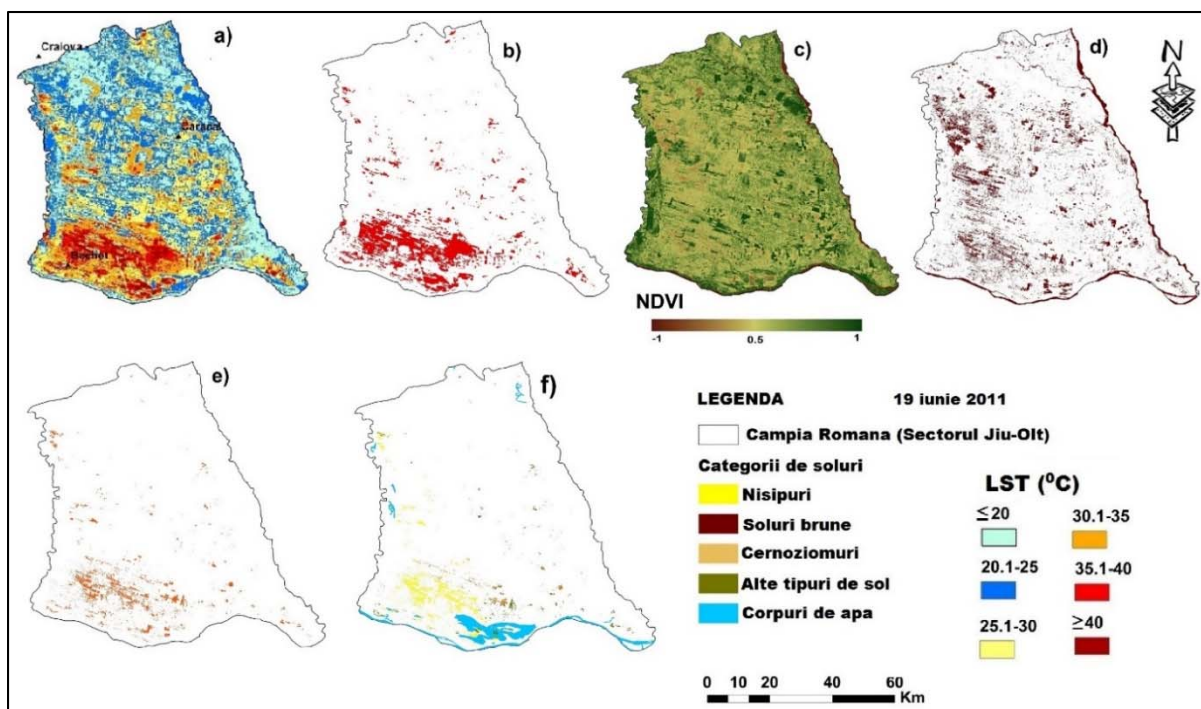 a)
Craiova
Caracal
Bechet
b)
c)
NDVI
-1 0.5 1
d)
N
e)
f)
LEGENDA 19 iunie 2011
Campia Romana (Sectorul Jiu-Olt)
Categorii de soluri
Nisipuri
Soluri brune
Cernoziomuri
Alte tipuri de sol
Corpuri de apa
LST (⁰C)
≤ 20 30.1-35
20.1-25 35.1-40
25.1-30 ≥40
0 10 20 40 60
Km